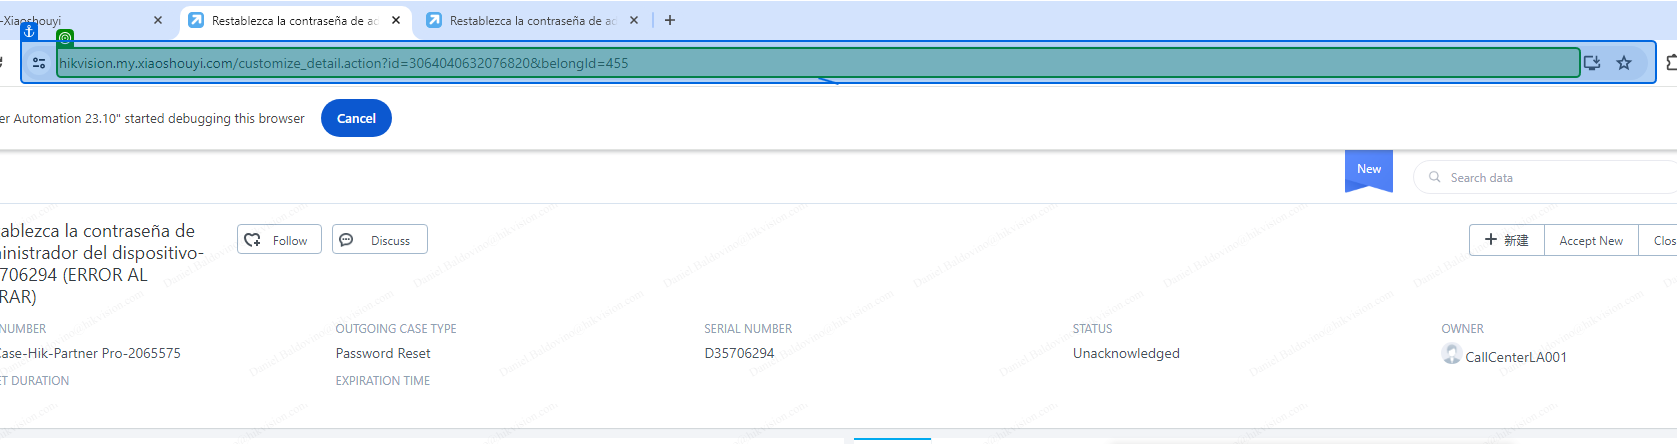 -Xiaoshouyi
Restablezca la contraseña de ad
Restablezca la contraseña de ad
hikvision.my.xiaoshouyi.com/customize_detail.action?id=3064040632076820&belongId=455
er Automation 23.10" started debugging this browser
Cancel
New
Search data
ablezca la contraseña de
inistrador del dispositivo-
706294 (ERROR AL
RAR)
Follow
Discuss
新建
Accept New
Clos
NUMBER
OUTGOING CASE TYPE
SERIAL NUMBER
STATUS
OWNER
Case-Hik-Partner Pro-2065575
Password Reset
D35706294
Unacknowledged
CallCenterLA001
ET DURATION
EXPIRATION TIME